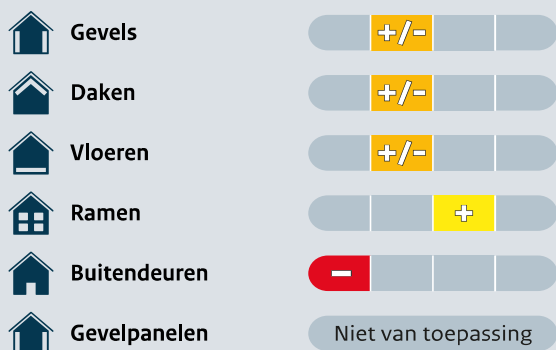 Gevels +/-
Daken +/-
Vloeren +/-
Ramen +
Buitendeuren -
Gevelpanelen Niet van toepassing